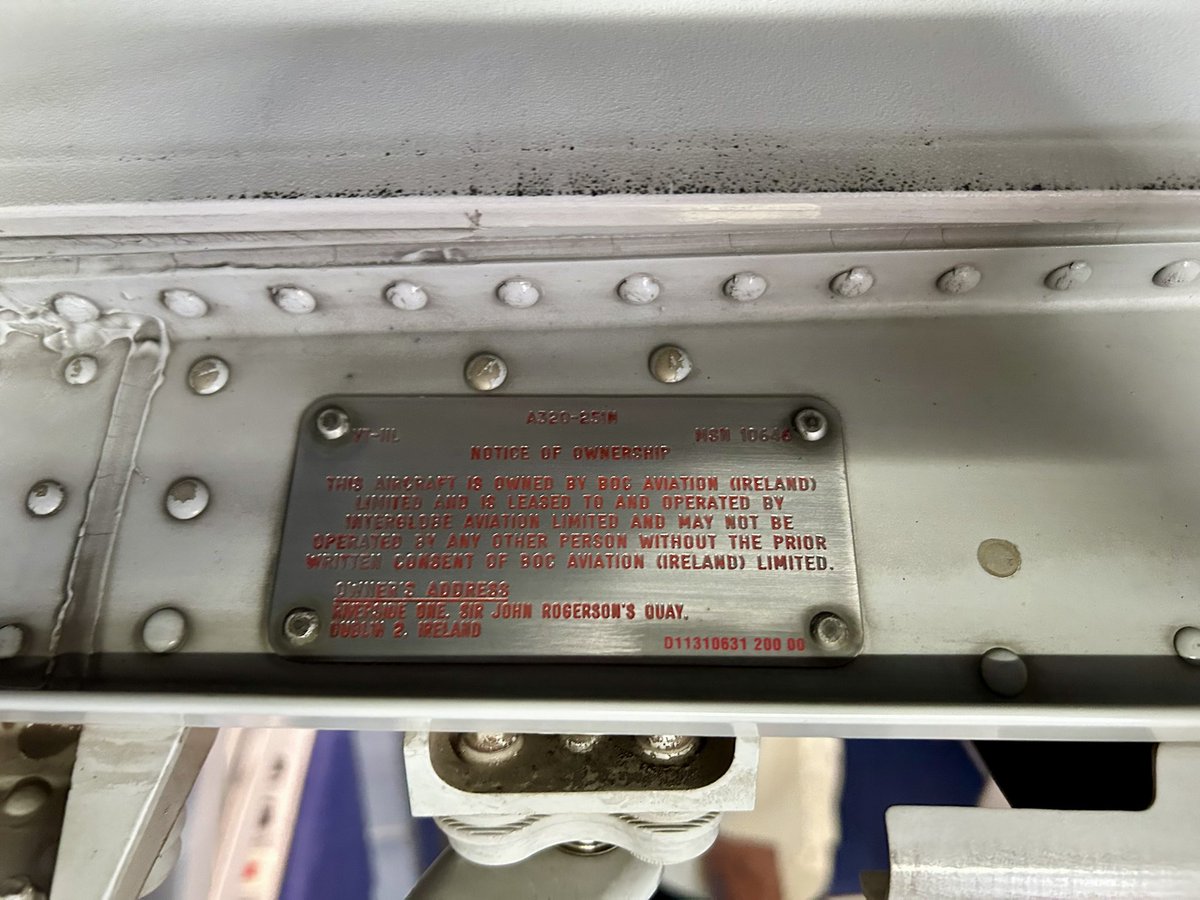 A320-251N
MSN 10646
NOTICE OF OWNERSHIP
THIS AIRCRAFT IS OWNED BY BOC AVIATION (IRELAND)
LIMITED AND IS LEASED TO AND OPERATED BY
INTERGLOBE AVIATION LIMITED AND MAY NOT BE
OPERATED BY ANY OTHER PERSON WITHOUT THE PRIOR
WRITTEN CONSENT OF BOC AVIATION (IRELAND) LIMITED.
OWNER'S ADDRESS
RIVERSIDE ONE, SIR JOHN ROGERSON'S QUAY,
DUBLIN 2, IRELAND
D11310631 200 00